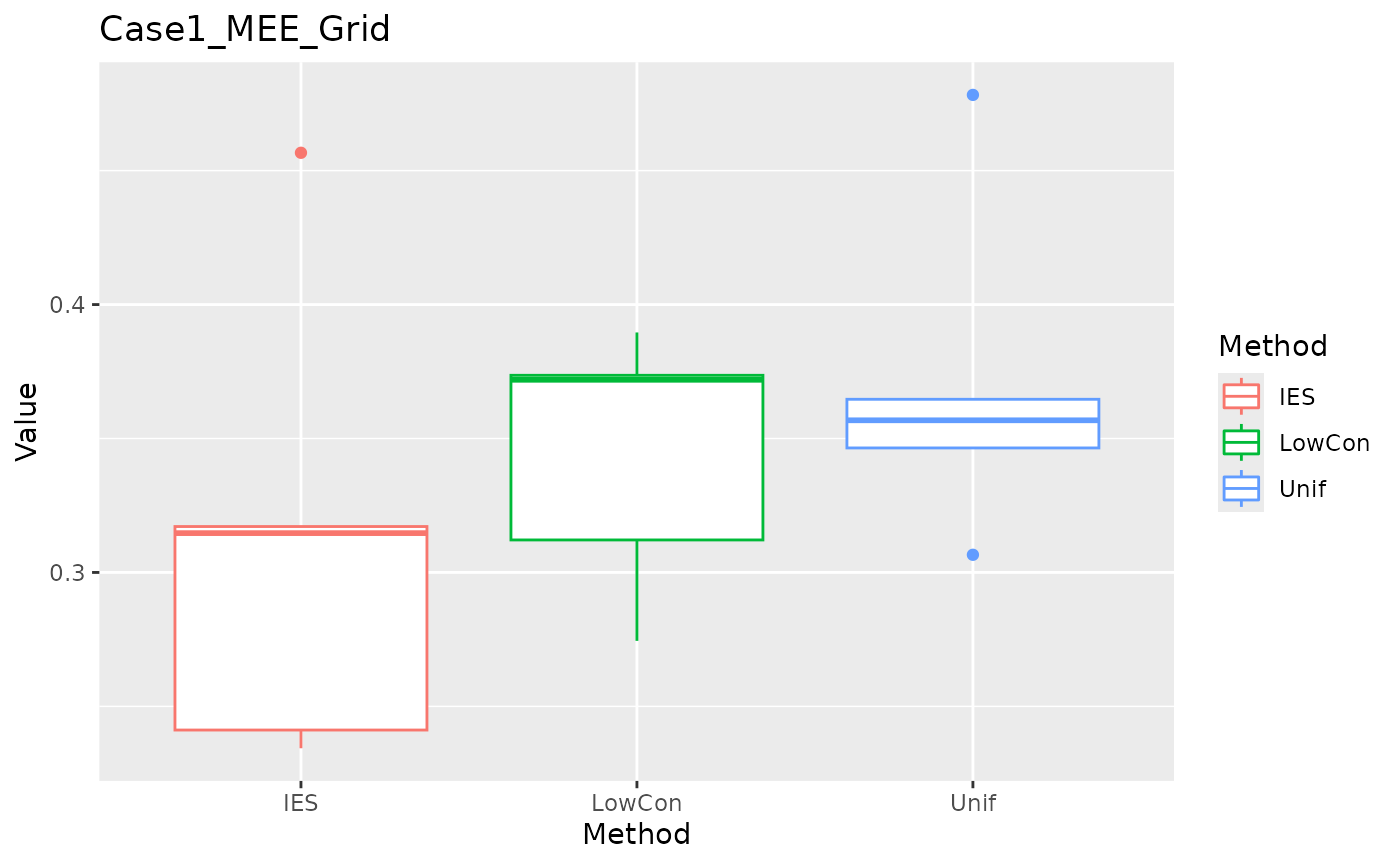 Case1_MEE_Grid
Value
0.4
0.3
IES
LowCon
Unif
Method
Method
IES
LowCon
Unif